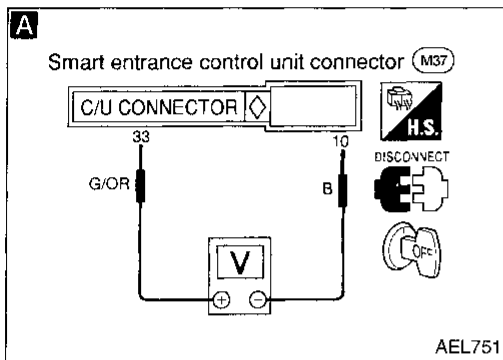 A
Smart entrance control unit connector M37
C/U CONNECTOR
H.S.
33
10
DISCONNECT
G/OR
B
OFF
V
+ −
AEL751